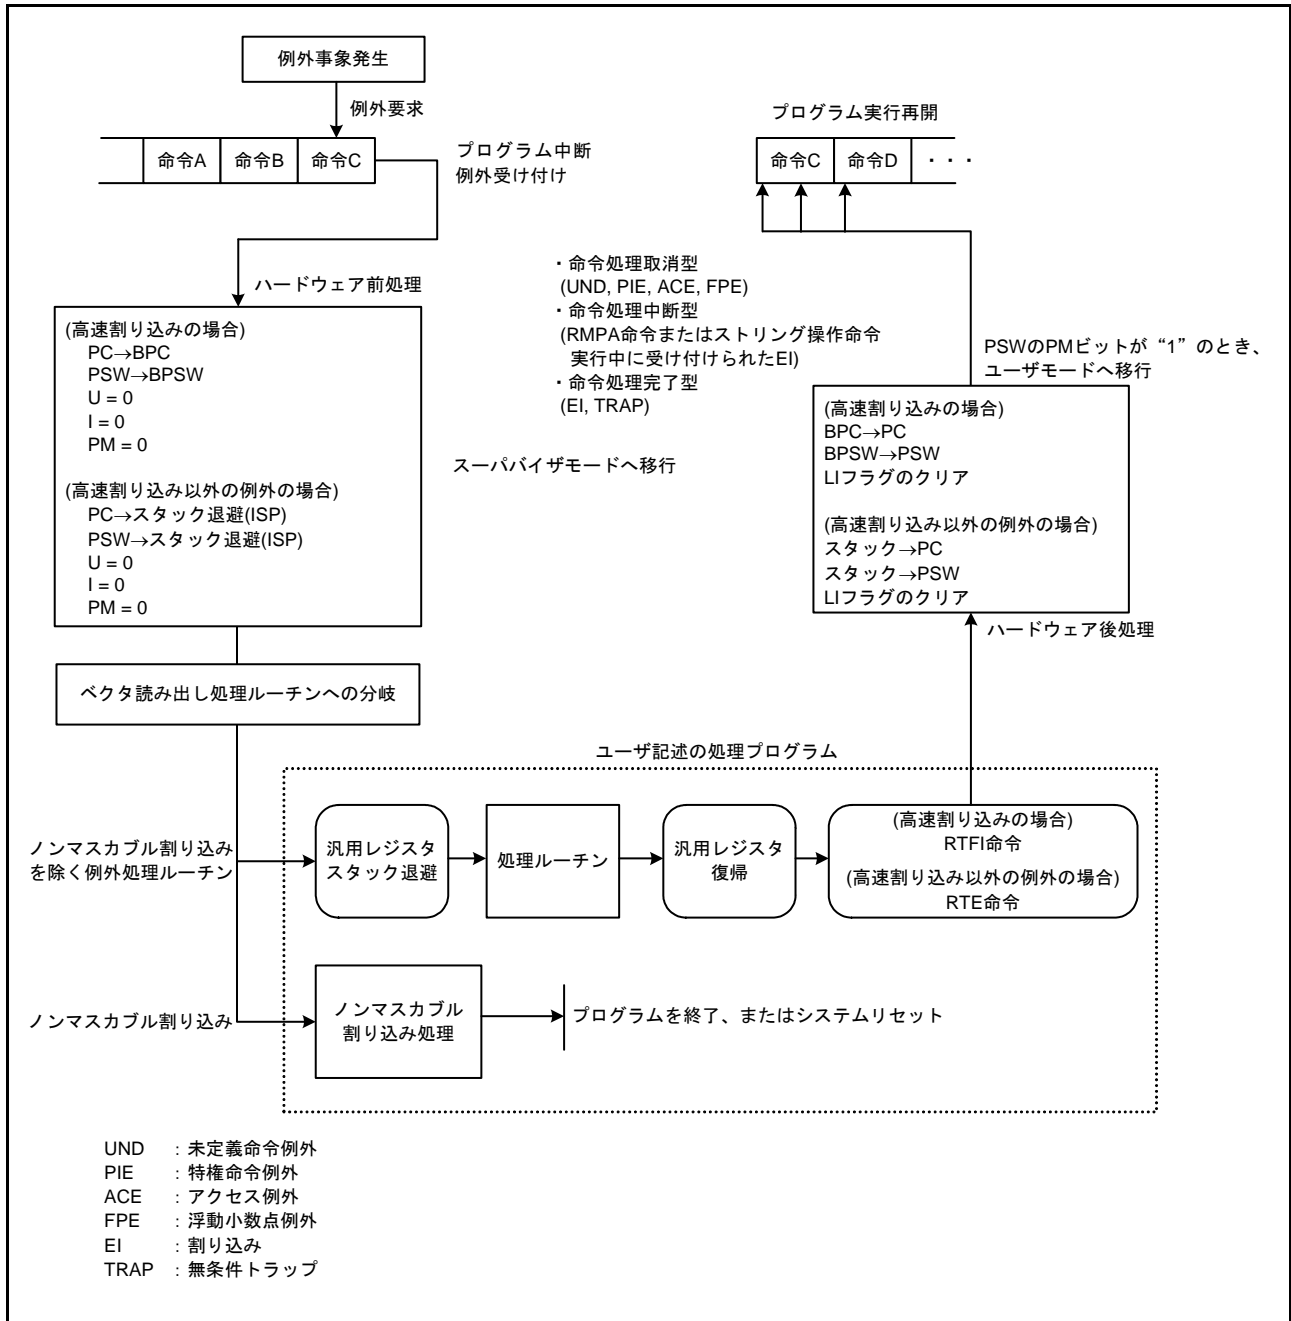 例外事象発生
例外要求
命令A 命令B 命令C
プログラム中断
例外受け付け
プログラム実行再開
命令C 命令D ・・・
ハードウェア前処理
(高速割り込みの場合)
PC→BPC
PSW→BPSW
U = 0
I = 0
PM = 0
(高速割り込み以外の例外の場合)
PC→スタック退避(ISP)
PSW→スタック退避(ISP)
U = 0
I = 0
PM = 0
・命令処理取消型
(UND, PIE, ACE, FPE)
・命令処理中断型
(RMPA命令またはストリング操作命令
実行中に受け付けられたEI)
・命令処理完了型
(EI, TRAP)
スーパバイザモードへ移行
PSWのPMビットが“1”のとき、
ユーザモードへ移行
(高速割り込みの場合)
BPC→PC
BPSW→PSW
LIフラグのクリア
(高速割り込み以外の例外の場合)
スタック→PC
スタック→PSW
LIフラグのクリア
ハードウェア後処理
ベクタ読み出し処理ルーチンへの分岐
ユーザ記述の処理プログラム
ノンマスカブル割り込み
を除く例外処理ルーチン
汎用レジスタ
スタック退避
処理ルーチン
汎用レジスタ
復帰
(高速割り込みの場合)
RTFI命令
(高速割り込み以外の例外の場合)
RTE命令
ノンマスカブル割り込み
ノンマスカブル
割り込み処理
プログラムを終了、またはシステムリセット
UND : 未定義命令例外
PIE : 特権命令例外
ACE : アクセス例外
FPE : 浮動小数点例外
EI : 割り込み
TRAP : 無条件トラップ